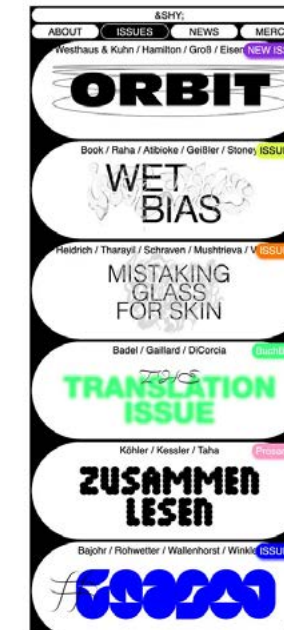 &SHY;
ABOUT ISSUES NEWS MERC
Westhaus & Kuhn / Hamilton / Groß / Eisen NEW ISS
ORBIT
Book / Raha / Atibioke / Geißler / Stoney ISSU
WET
BIAS
Heidrich / Tharayil / Schraven / Mushtrieva / V ISSU
MISTAKING
GLASS
FOR SKIN
Badel / Gaillard / DiCorcia
THE
TRANSLATION
ISSUE
Köhler / Kessler / Taha Prosan
ZUSAMMEN
LESEN
Bajohr / Rohwetter / Wallenhorst / Winkle ISSU